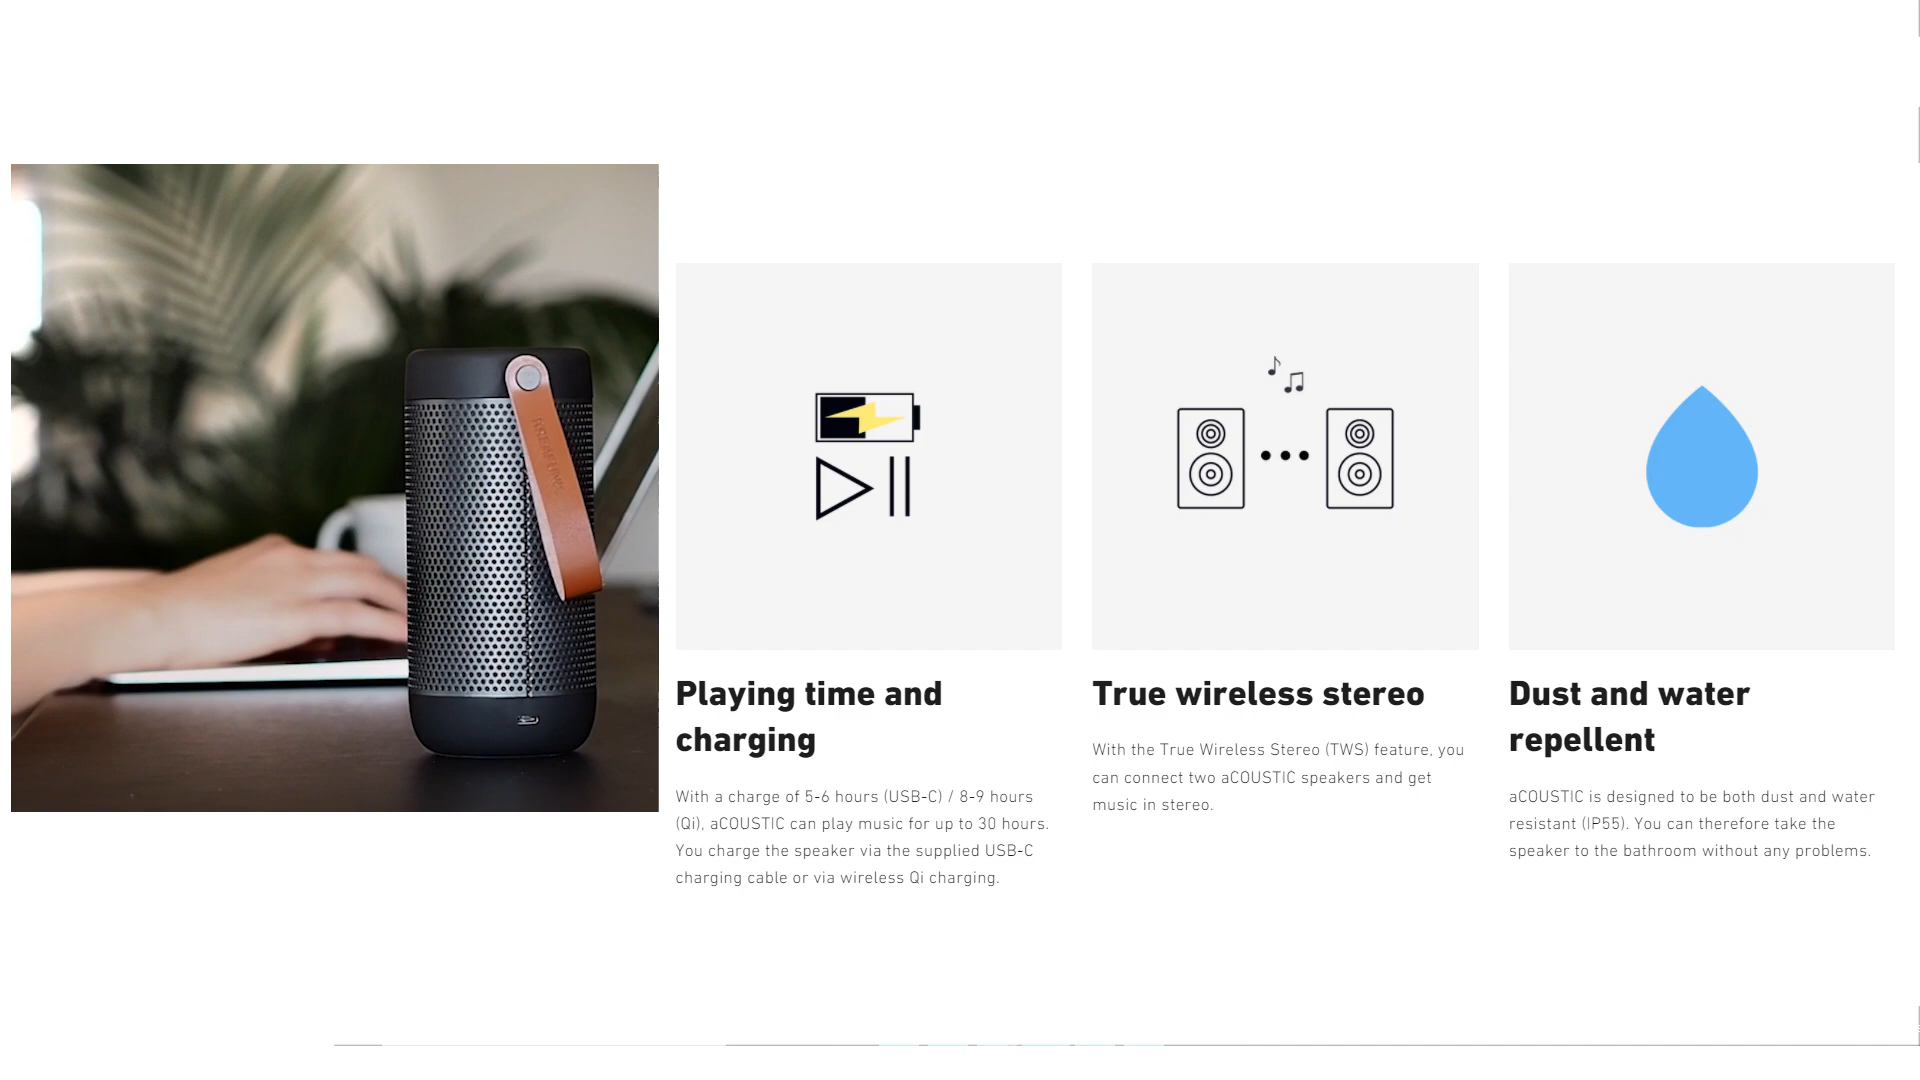 KREAFUNK
Playing time and
charging
With a charge of 5-6 hours (USB-C) / 8-9 hours
(Qi), aCOUSTIC can play music for up to 30 hours.
You charge the speaker via the supplied USB-C
charging cable or via wireless Qi charging.
True wireless stereo
With the True Wireless Stereo (TWS) feature, you
can connect two aCOUSTIC speakers and get
music in stereo.
Dust and water
repellent
aCOUSTIC is designed to be both dust and water
resistant (IP55). You can therefore take the
speaker to the bathroom without any problems.